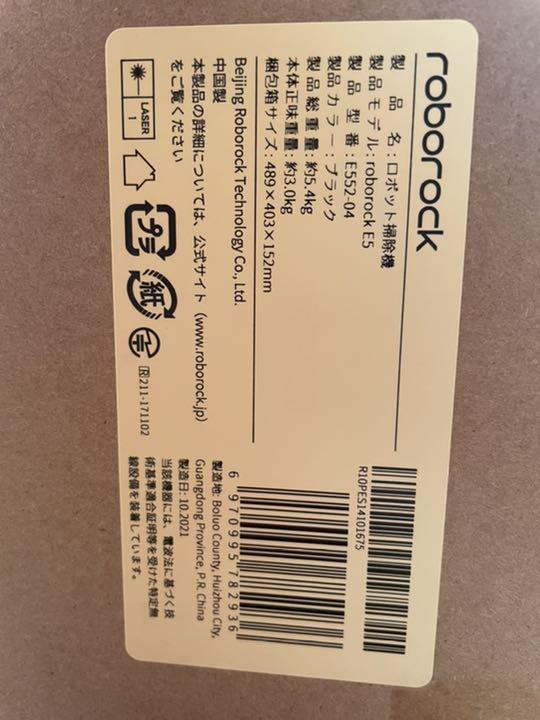 roborock
製品名:ロボット掃除機
製品モデル:roborock E5
製品型番:E552-04
製品カラー:ブラック
製品総重量:約5.4kg
本体正味重量:約3.0kg
梱包箱サイズ:489×403×152mm
Beijing Roborock Technology Co., Ltd.
中国製
本製品の詳細については、公式サイト(www.roborock.jp)
をご覧ください
LASER
1
プラ
紙
R 211-171102
R10PES14101675
6 970995 782936
製造地: Boluo County, Huizhou City,
Guangdong Province, P.R. China
製造日: 10.2021
当該機器には、電波法に基づく技
術基準適合証明等を受けた特定無
線設備を装着しています。